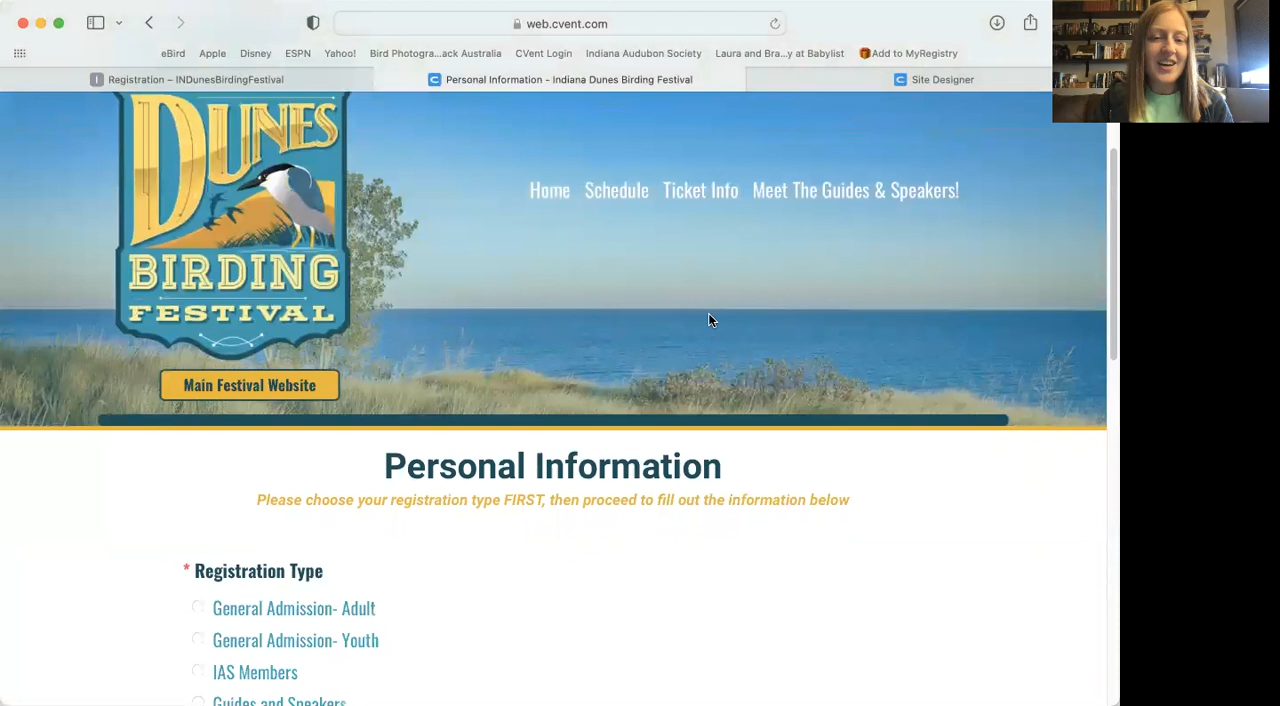 web.cvent.com
eBird Apple Disney ESPN Yahoo! Bird Photogra...ack Australia CVent Login Indiana Audubon Society Laura and Bra...y at Babylist Add to MyRegistry
Registration – INDunesBirdingFestival Personal Information - Indiana Dunes Birding Festival Site Designer
DUNES
BIRDING
FESTIVAL
Home Schedule Ticket Info Meet The Guides & Speakers!
Main Festival Website
Personal Information
Please choose your registration type FIRST, then proceed to fill out the information below
* Registration Type
General Admission- Adult
General Admission- Youth
IAS Members
Guides and Speakers